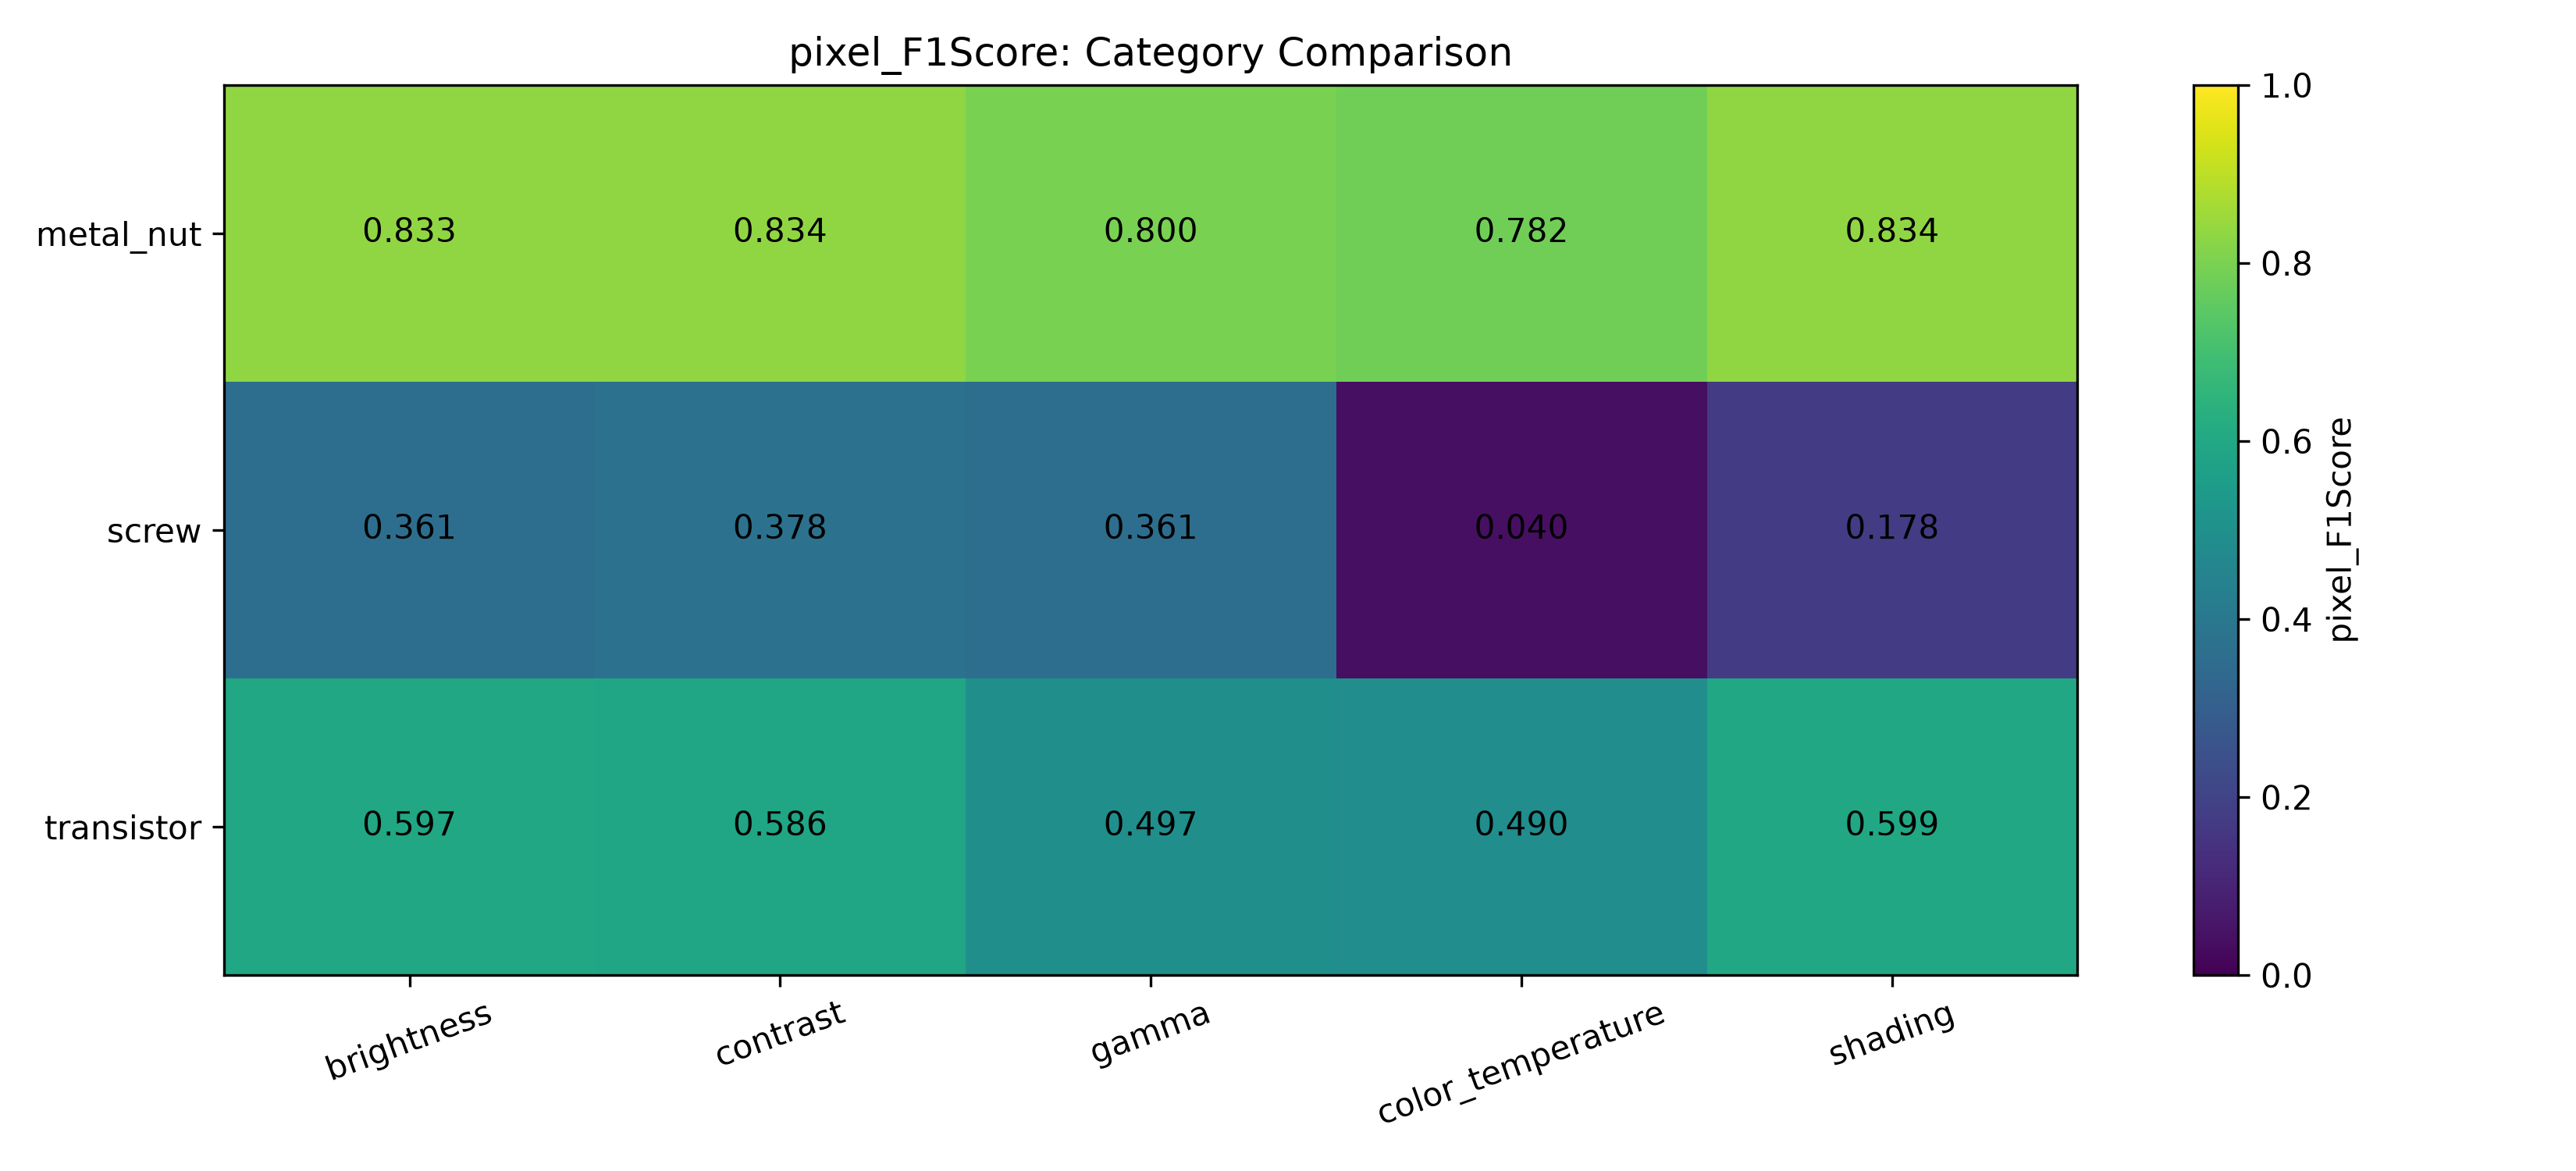 pixel_F1Score: Category Comparison
metal_nut 0.833 0.834 0.800 0.782 0.834
screw 0.361 0.378 0.361 0.040 0.178
transistor 0.597 0.586 0.497 0.490 0.599
brightness contrast gamma color_temperature shading
1.0
0.8
0.6
0.4
0.2
0.0
pixel_F1Score